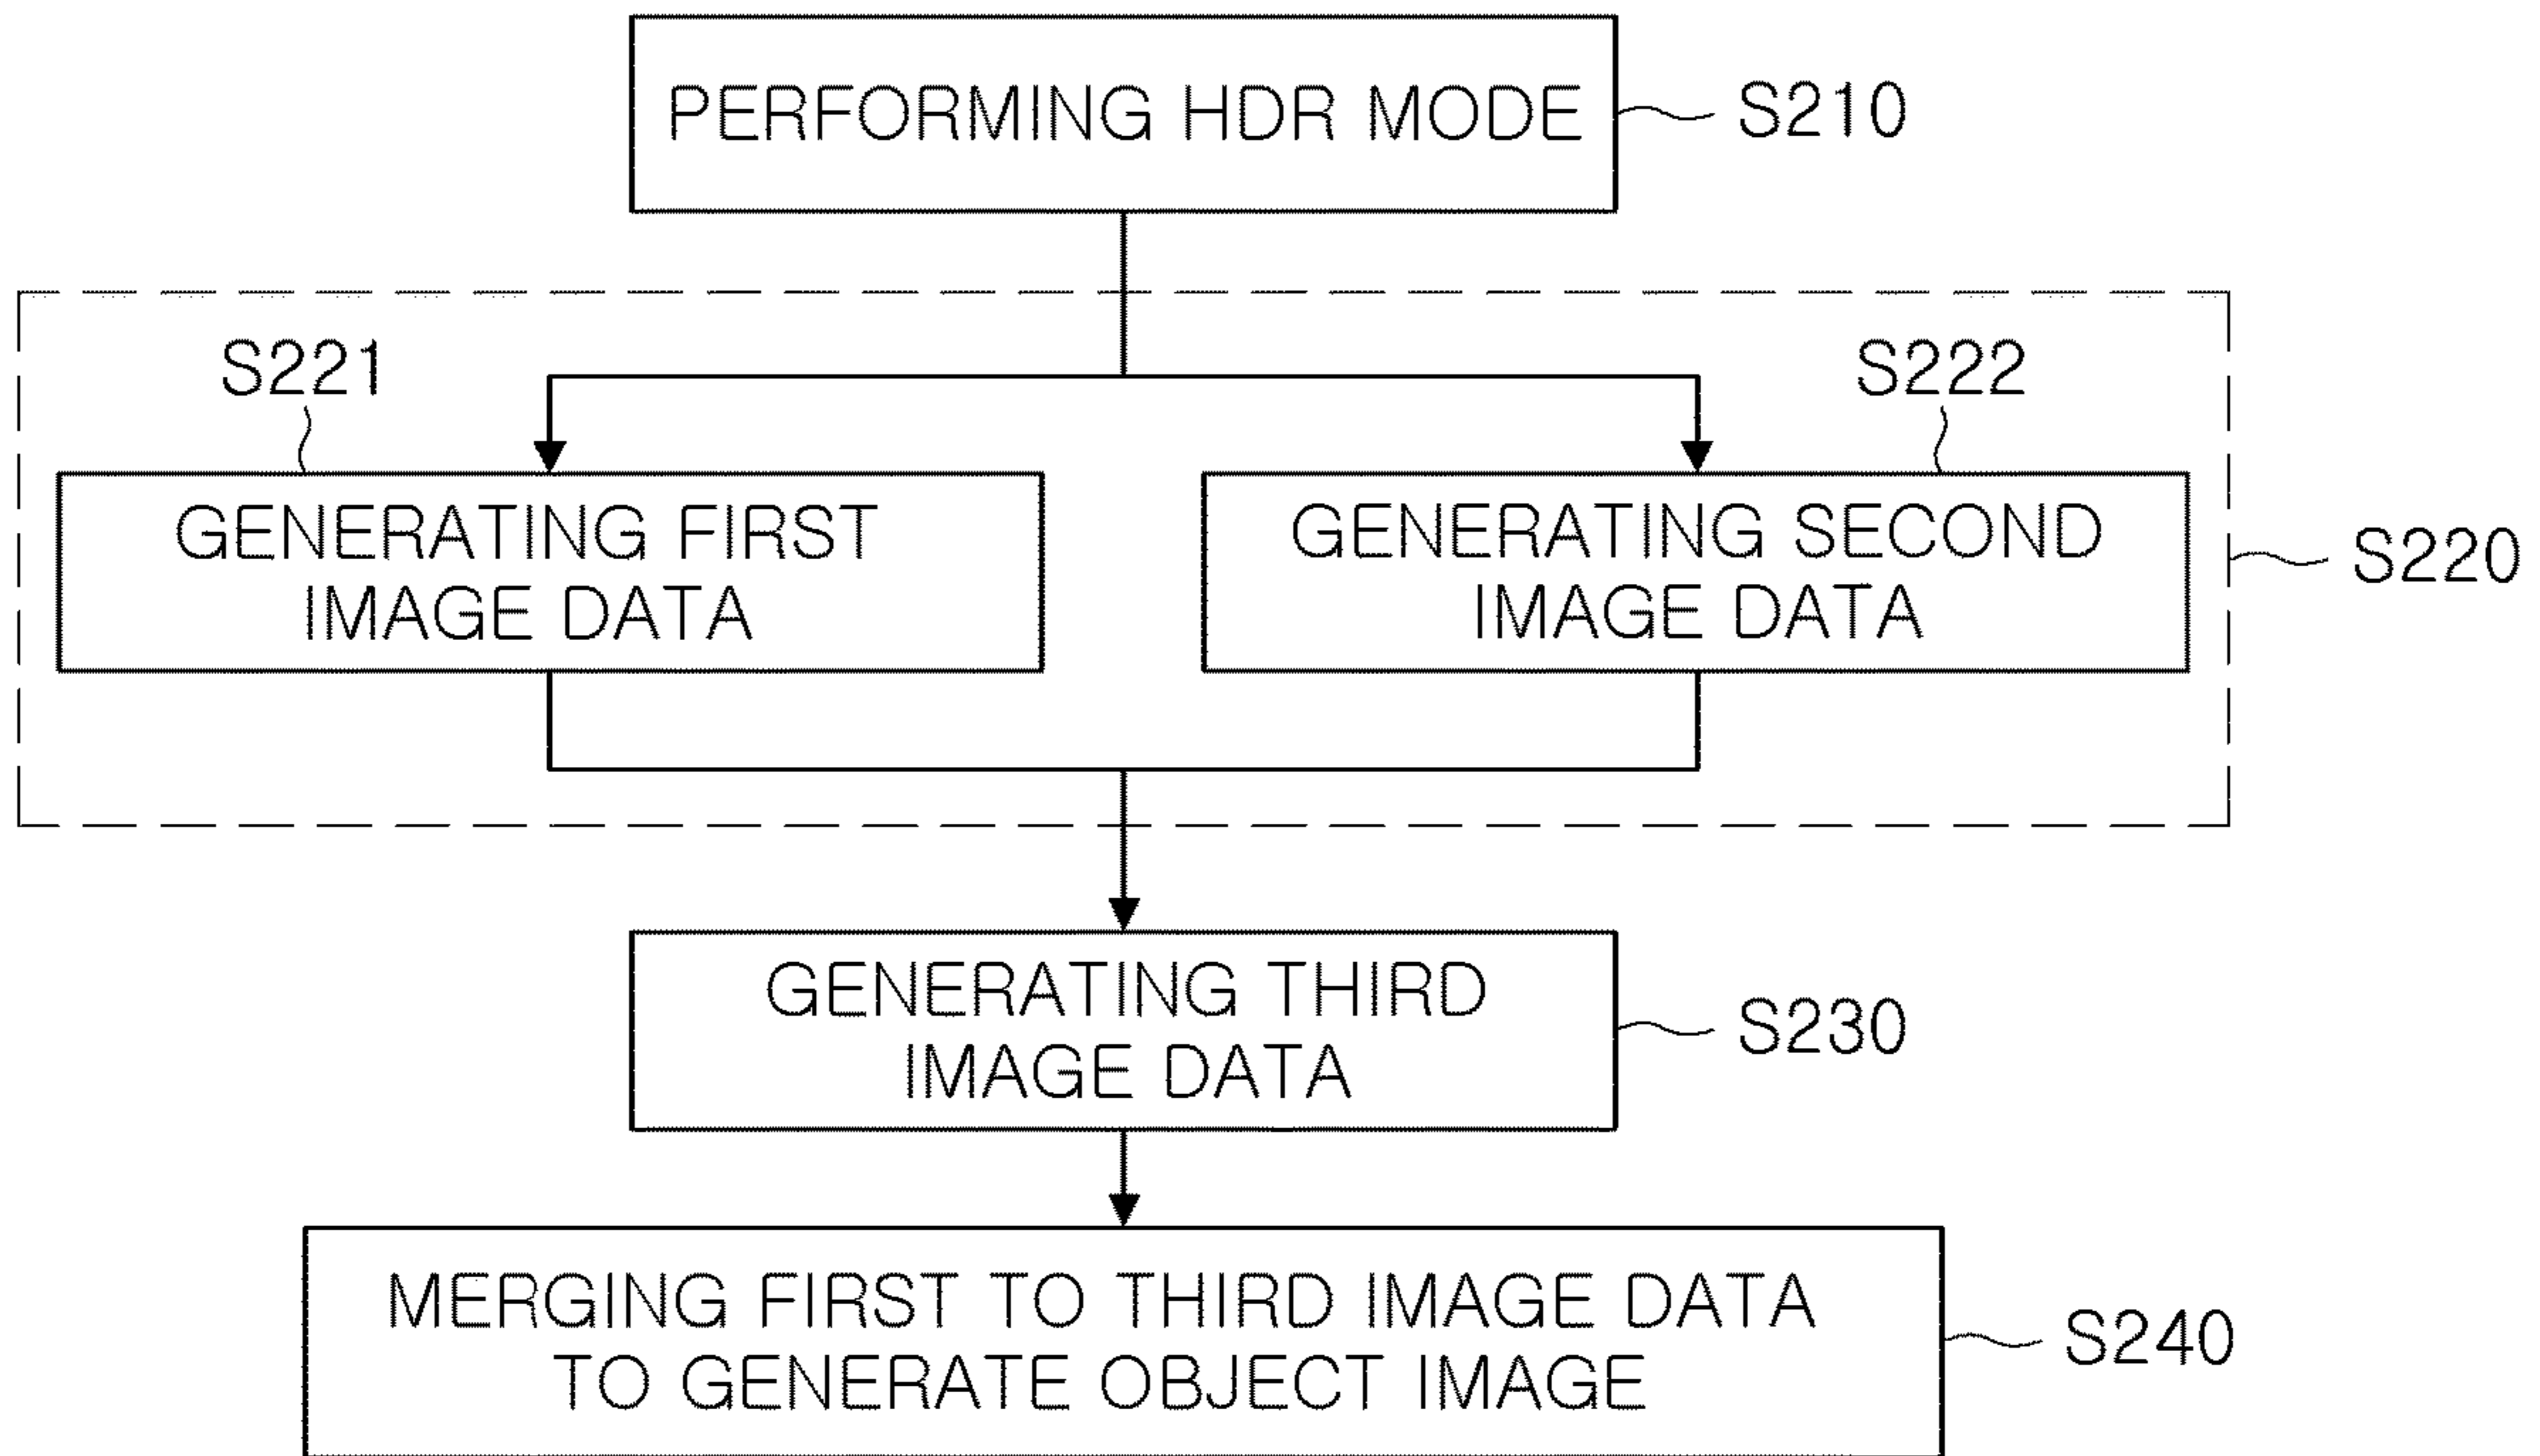 PERFORMING HDR MODE
S210
S221
S222
GENERATING FIRST
IMAGE DATA
GENERATING SECOND
IMAGE DATA
S220
GENERATING THIRD
IMAGE DATA
S230
MERGING FIRST TO THIRD IMAGE DATA
TO GENERATE OBJECT IMAGE
S240